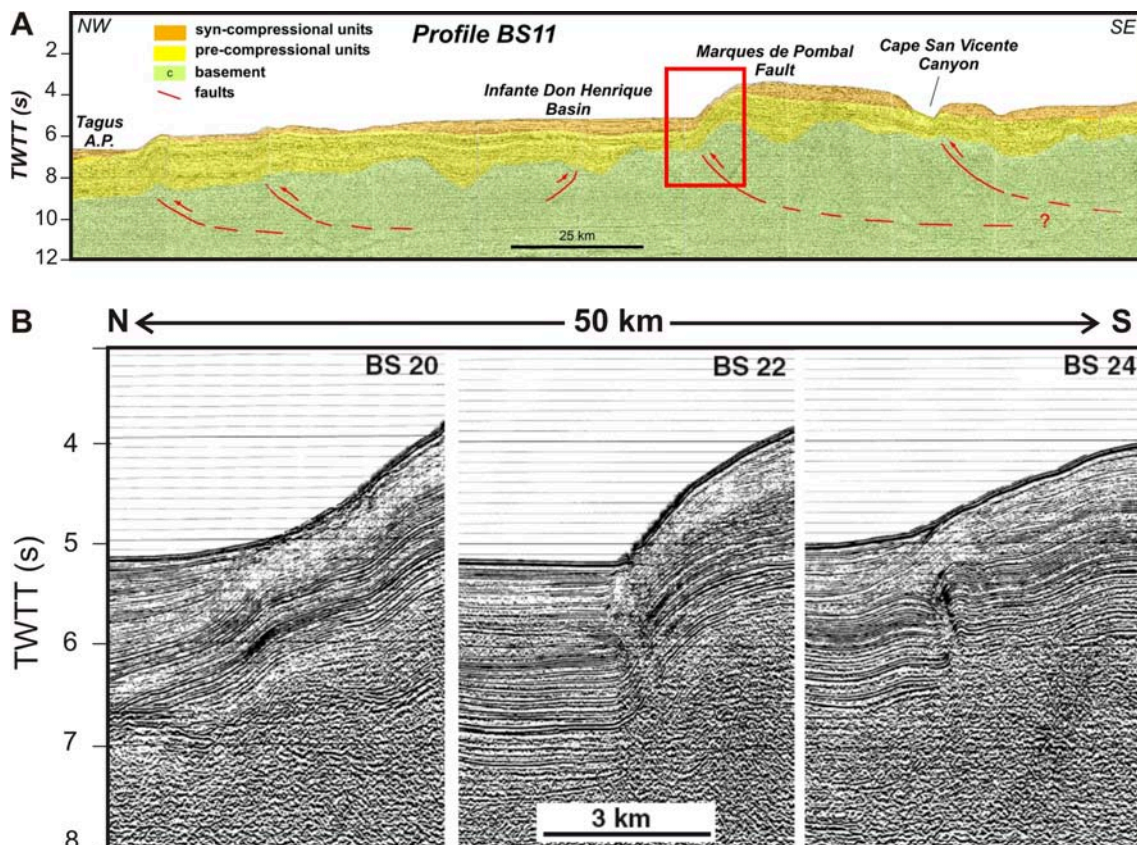 A
NW
SE
Profile BS11
syn-compressional units
pre-compressional units
c basement
faults
Marques de Pombal
Fault
Cape San Vicente
Canyon
Infante Don Henrique
Basin
Tagus
A.P.
TWTT (s)
2
4
6
8
10
12
25 km
?
B
N
50 km
S
BS 20
BS 22
BS 24
TWTT (s)
4
5
6
7
8
3 km